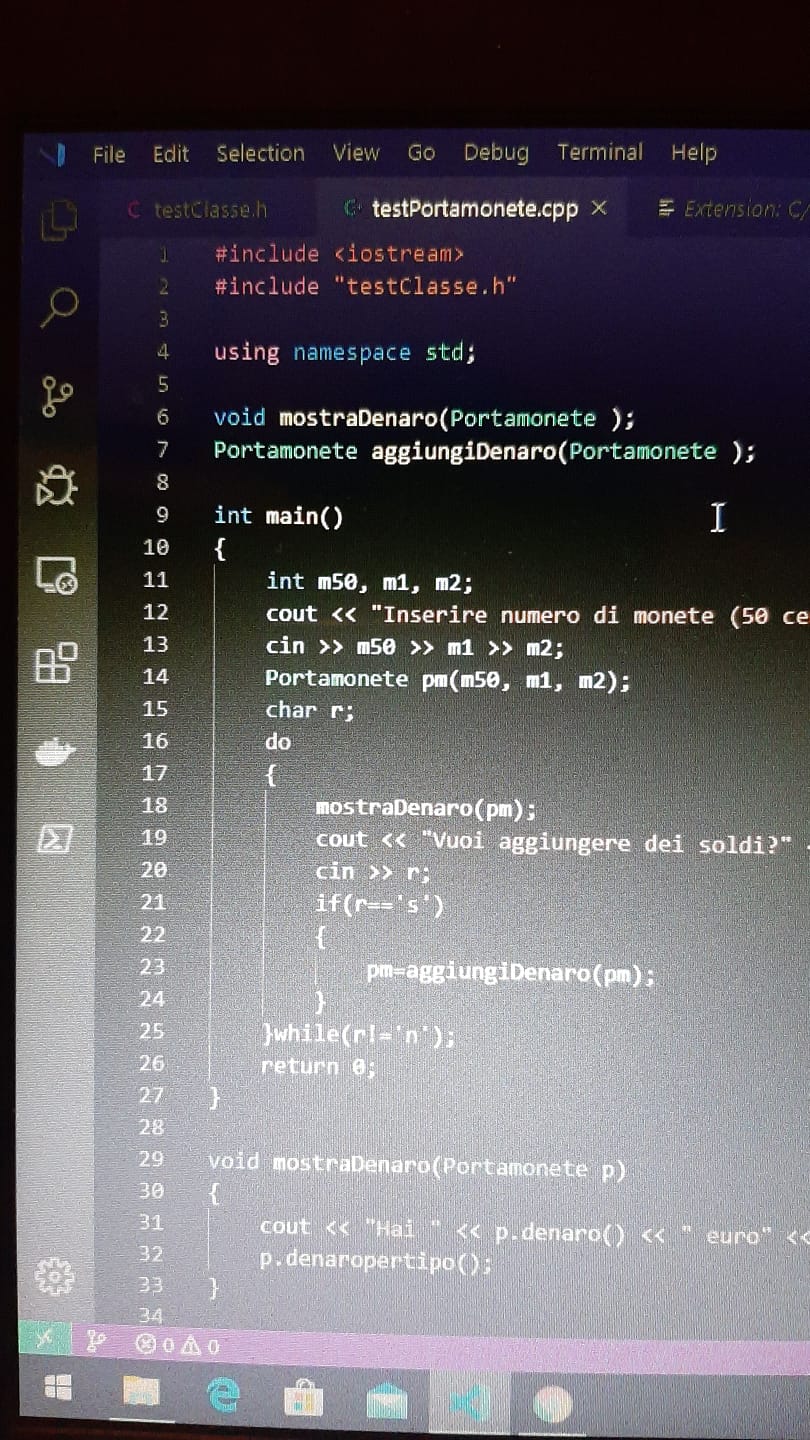 File Edit Selection View Go Debug Terminal Help
testClasse.h testPortamonete.cpp × Extension: C/
1 #include <iostream>
2 #include "testClasse.h"
3
4 using namespace std;
5
6 void mostraDenaro(Portamonete );
7 Portamonete aggiungiDenaro(Portamonete );
8
9 int main()
10 {
11 int m50, m1, m2;
12 cout << "Inserire numero di monete (50 ce
13 cin >> m50 >> m1 >> m2;
14 Portamonete pm(m50, m1, m2);
15 char r;
16 do
17 {
18 mostraDenaro(pm);
19 cout << "Vuoi aggiungere dei soldi?"
20 cin >> r;
21 if(r=='s')
22 {
23 pm=aggiungiDenaro(pm);
24 }
25 }while(r!='n');
26 return 0;
27 }
28
29 void mostraDenaro(Portamonete p)
30 {
31 cout << "Hai " << p.denaro() << " euro" <<
32 p.denaropertipo();
33 }
34
0 0